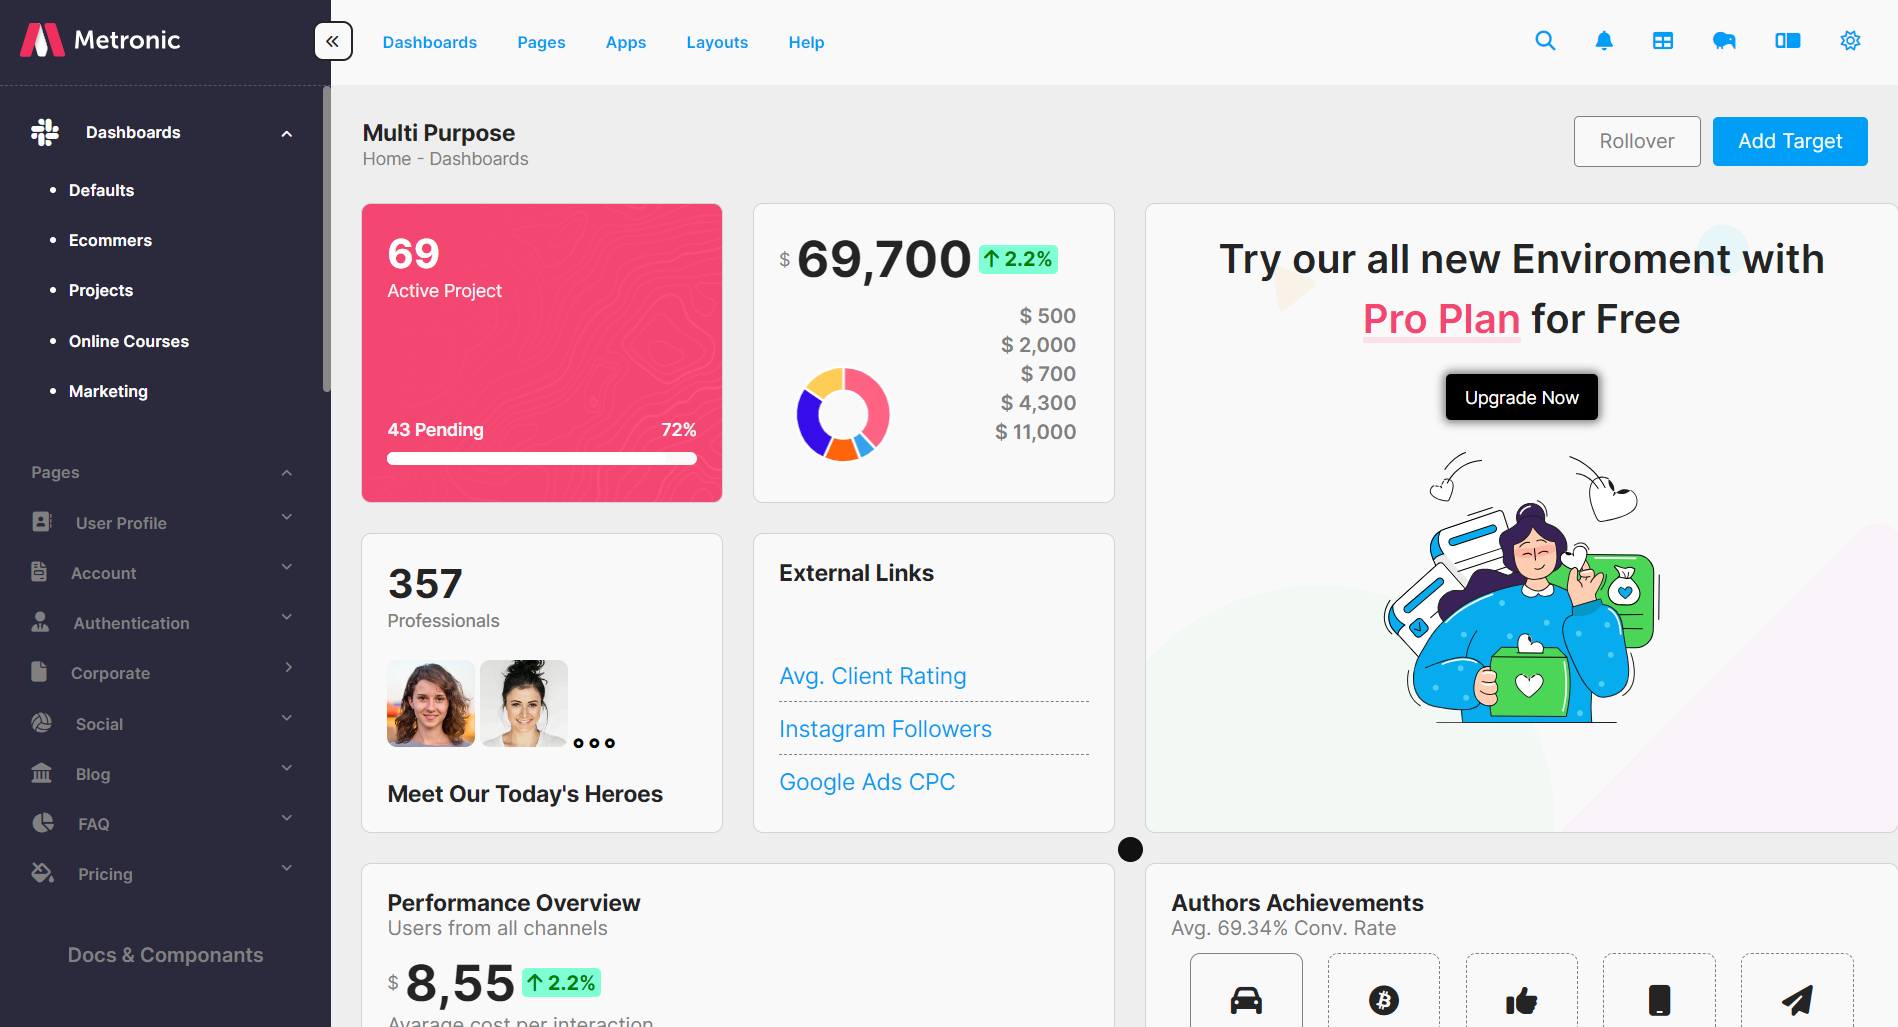 Metronic
Dashboards
Pages
Apps
Layouts
Help
Dashboards
Defaults
Ecommers
Projects
Online Courses
Marketing
Pages
User Profile
Account
Authentication
Corporate
Social
Blog
FAQ
Pricing
Docs & Componants
Multi Purpose
Home - Dashboards
Rollover
Add Target
69
Active Project
43 Pending
72%
$ 69,700 ↑ 2.2%
$ 500
$ 2,000
$ 700
$ 4,300
$ 11,000
Try our all new Enviroment with
Pro Plan for Free
Upgrade Now
357
Professionals
Meet Our Today's Heroes
External Links
Avg. Client Rating
Instagram Followers
Google Ads CPC
Performance Overview
Users from all channels
$ 8,55 ↑ 2.2%
Avarage cost per interaction
Authors Achievements
Avg. 69.34% Conv. Rate